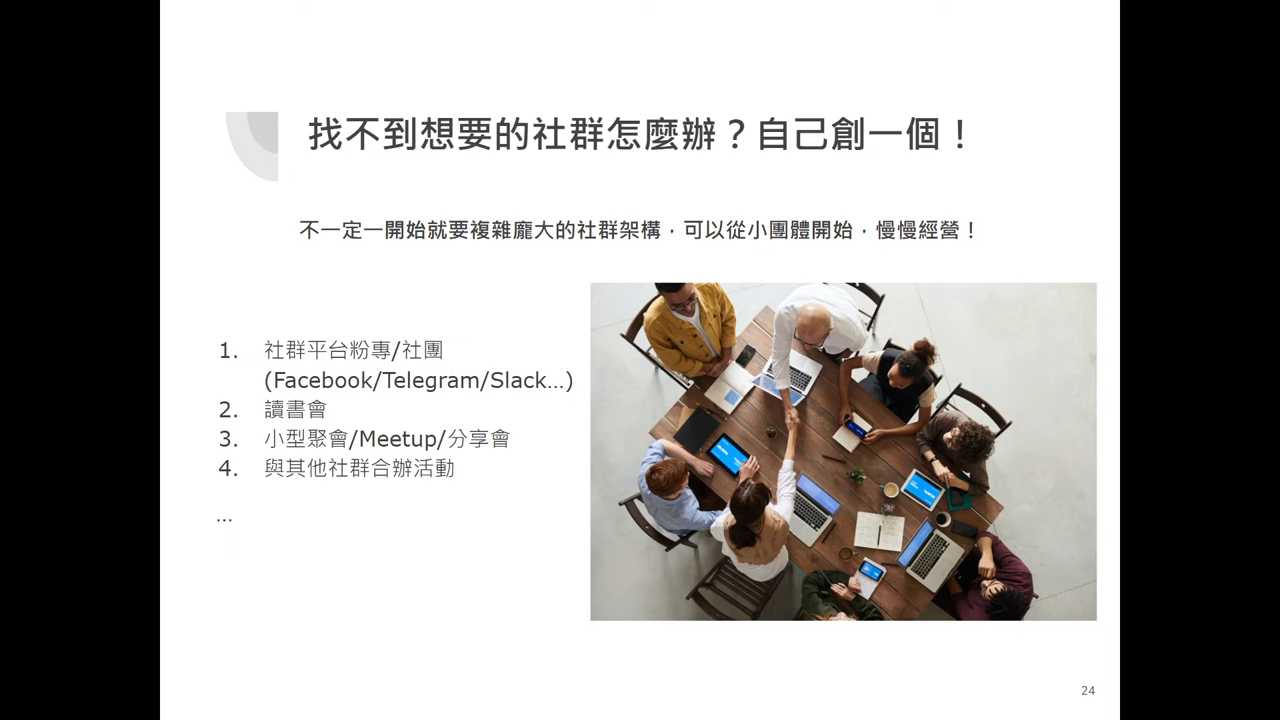 找不到想要的社群怎麼辦？自己創一個！
不一定一開始就要複雜龐大的社群架構，可以從小團體開始，慢慢經營！
1. 社群平台粉專/社團
(Facebook/Telegram/Slack…)
2. 讀書會
3. 小型聚會/Meetup/分享會
4. 與其他社群合辦活動
…
24